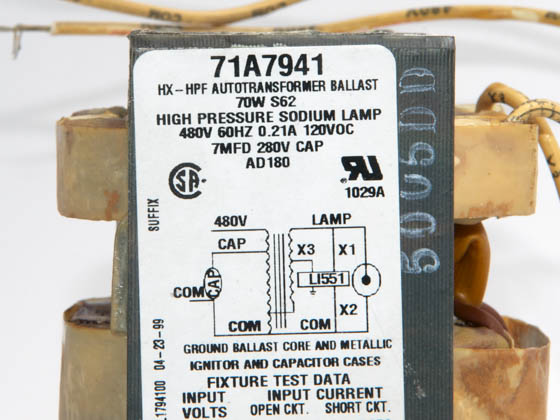 71A7941
HX-HPF AUTOTRANSFORMER BALLAST
70W S62
HIGH PRESSURE SODIUM LAMP
480V 60HZ 0.21A 120VOC
7MFD 280V CAP
AD180
1029A
SUFFIX
480V LAMP
CAP
X3 X1
COM CAP LI551
X2
COM COM
GROUND BALLAST CORE AND METALLIC
IGNITOR AND CAPACITOR CASES
FIXTURE TEST DATA
INPUT INPUT CURRENT
VOLTS OPEN CKT. SHORT CKT.
1794100 04-23-99
5005DD